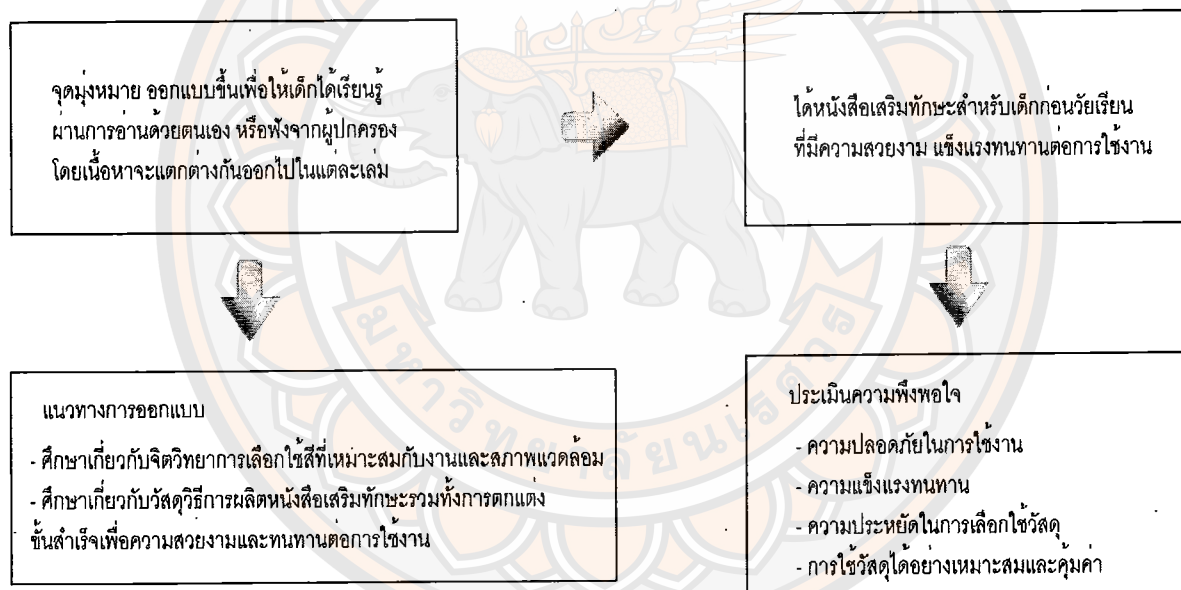 จุดมุ่งหมาย ออกแบบขึ้นเพื่อให้เด็กได้เรียนรู้
ผ่านการอ่านด้วยตนเอง หรือฟังจากผู้ปกครอง
โดยเนื้อหาจะแตกต่างกันออกไปในแต่ละเล่ม
ได้หนังสือเสริมทักษะสำหรับเด็กก่อนวัยเรียน
ที่มีความสวยงาม แข็งแรงทนทานต่อการใช้งาน
แนวทางการออกแบบ
- ศึกษาเกี่ยวกับจิตวิทยาการเลือกใช้สีที่เหมาะสมกับงานและสภาพแวดล้อม
- ศึกษาเกี่ยวกับวัสดุวิธีการผลิตหนังสือเสริมทักษะรวมทั้งการตกแต่ง
ขั้นสำเร็จเพื่อความสวยงามและทนทานต่อการใช้งาน
ประเมินความพึงพอใจ
- ความปลอดภัยในการใช้งาน
- ความแข็งแรงทนทาน
- ความประหยัดในการเลือกใช้วัสดุ
- การใช้วัสดุได้อย่างเหมาะสมและคุ้มค่า
มหาวิทยาลัยนเรศวร